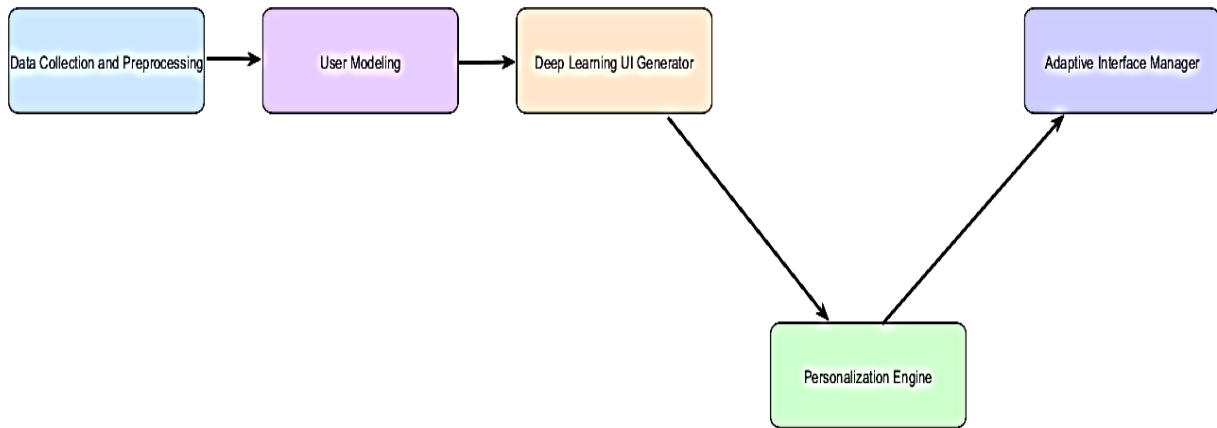 Data Collection and Preprocessing
User Modeling
Deep Learning UI Generator
Adaptive Interface Manager
Personalization Engine